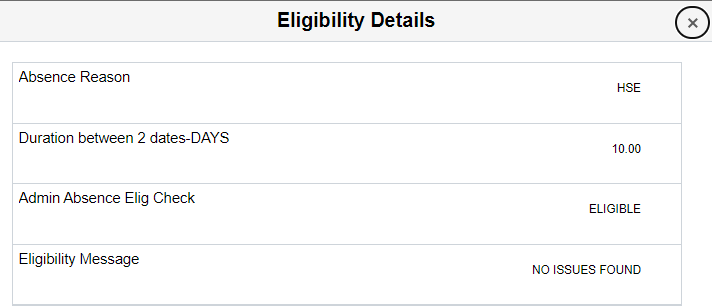 Eligibility Details
Absence Reason
HSE
Duration between 2 dates-DAYS
10.00
Admin Absence Elig Check
ELIGIBLE
Eligibility Message
NO ISSUES FOUND